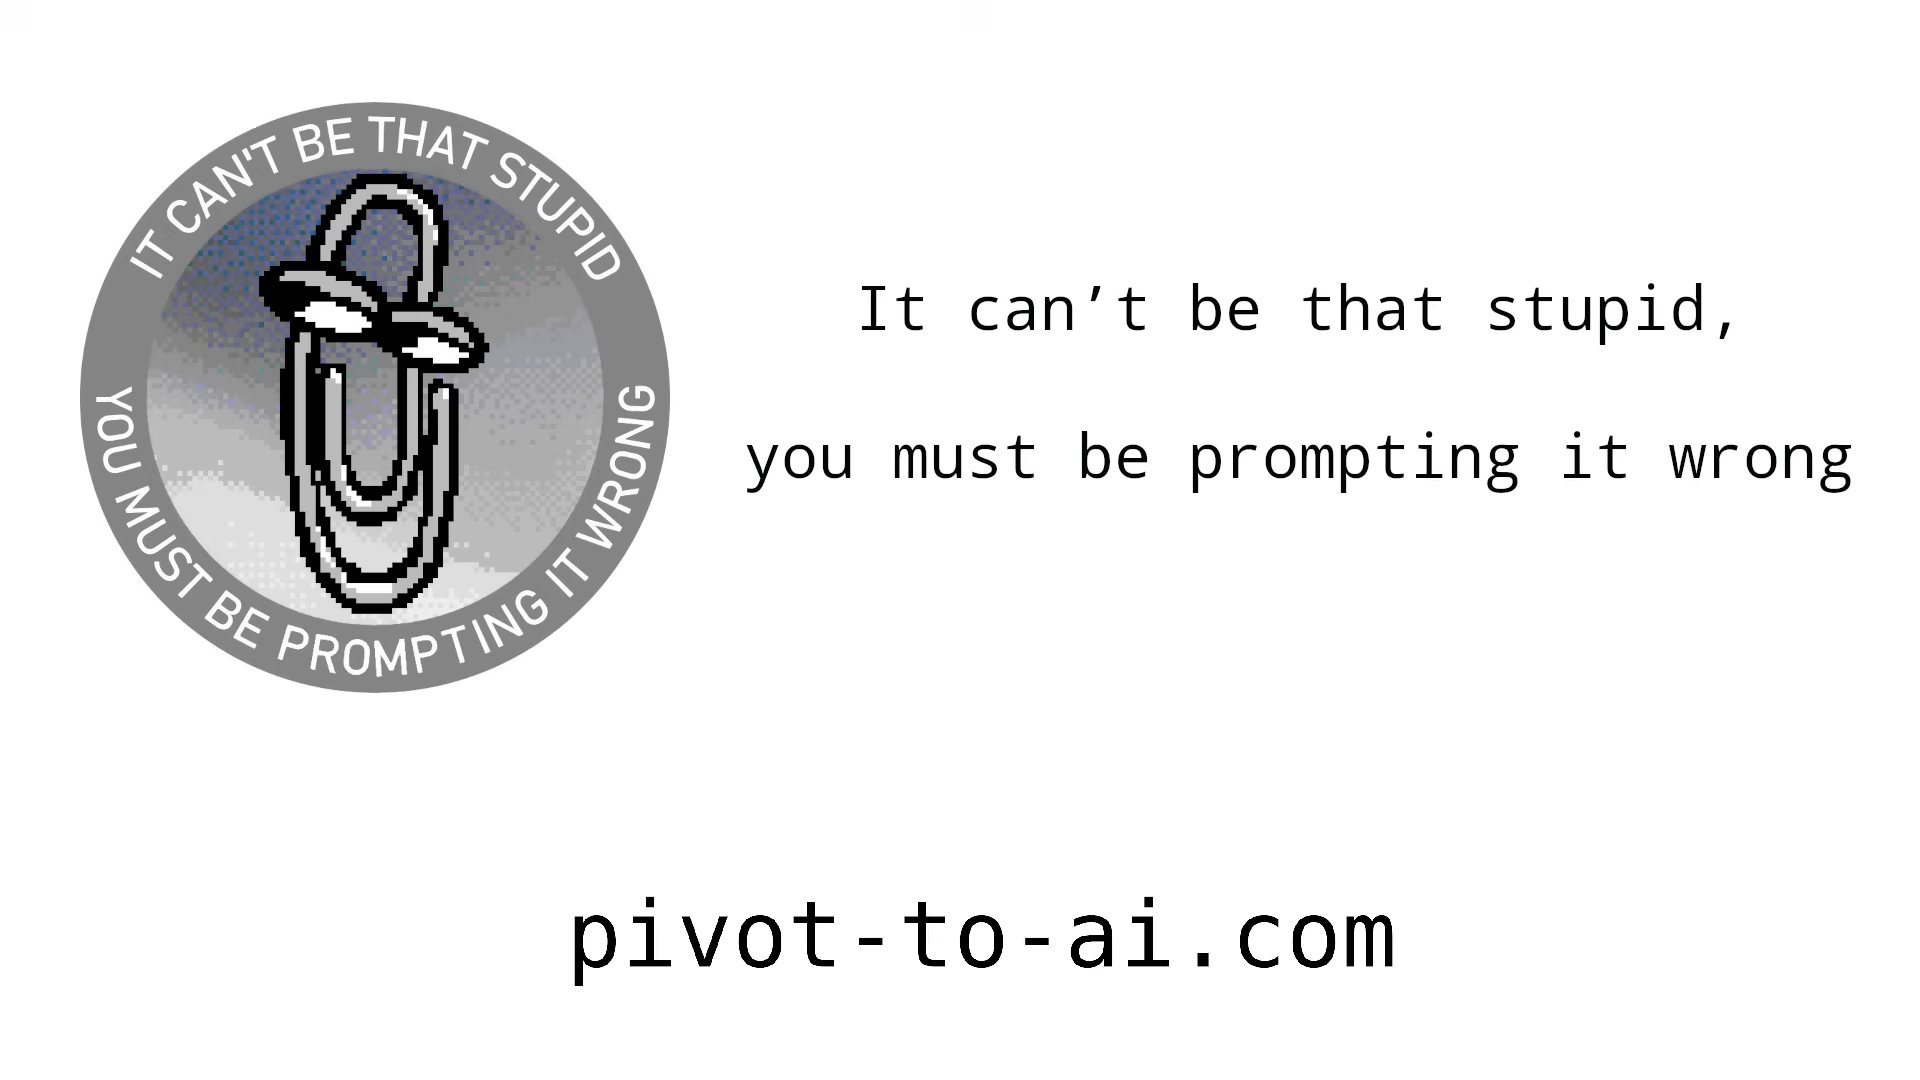 IT CAN'T BE THAT STUPID
YOU MUST BE PROMPTING IT WRONG
It can’t be that stupid,
you must be prompting it wrong
pivot-to-ai.com